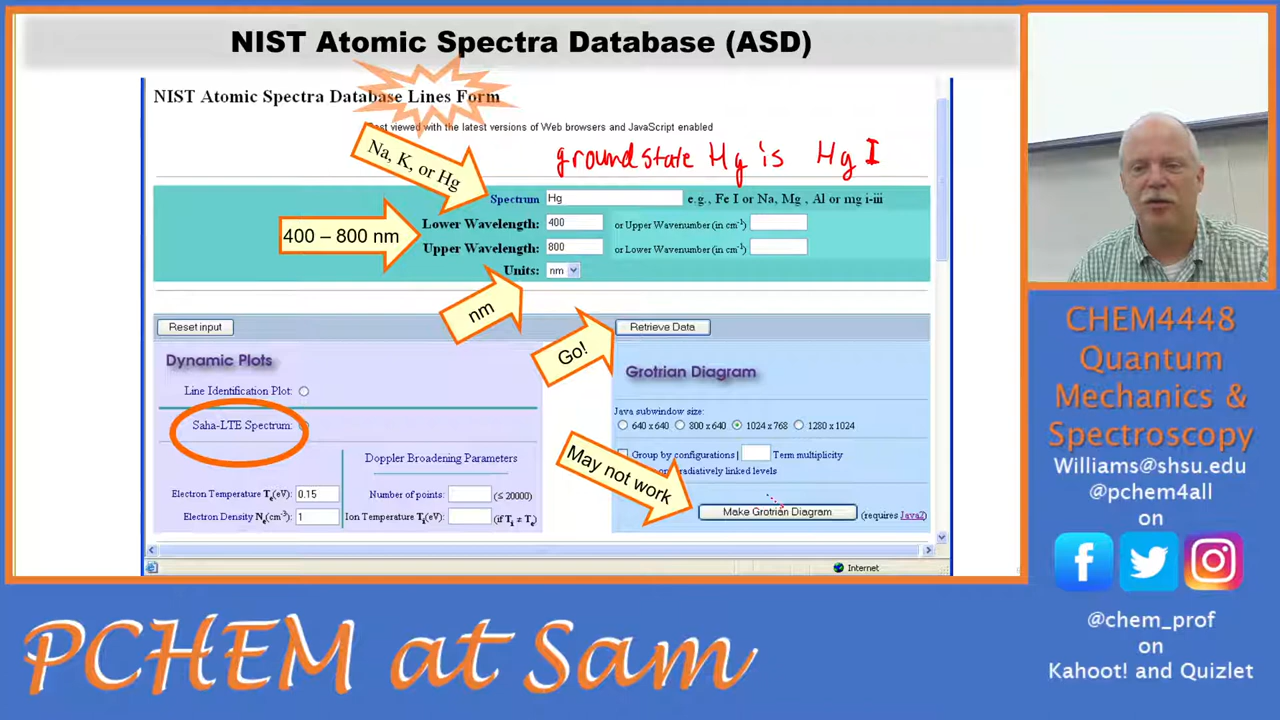 NIST Atomic Spectra Database (ASD)
NIST Atomic Spectra Database Lines Form
est viewed with the latest versions of Web browsers and JavaScript enabled
Na, K, or Hg
ground state Hg is Hg I
Spectrum Hg e.g., Fe I or Na, Mg , Al or mg i-iii
400 – 800 nm
Lower Wavelength: 400 or Upper Wavenumber (in cm-1)
Upper Wavelength: 800 or Lower Wavenumber (in cm-1)
Units: nm
nm
Reset input
Retrieve Data
Go!
Dynamic Plots
Line Identification Plot:
Saha-LTE Spectrum:
Doppler Broadening Parameters
Electron Temperature Te(eV): 0.15 Number of points: (≤ 20000)
Electron Density Ne(cm-3): 1 Ion Temperature Ti(eV): (if Ti ≠ Te)
Grotrian Diagram
Java subwindow size:
640 x 640 800 x 640 1024 x 768 1280 x 1024
Group by configurations | Term multiplicity
radiatively linked levels
May not work
Make Grotrian Diagram (requires Java2)
Internet
CHEM4448
Quantum
Mechanics &
Spectroscopy
Williams@shsu.edu
@pchem4all
on
@chem_prof
on
Kahoot! and Quizlet
PCHEM at Sam